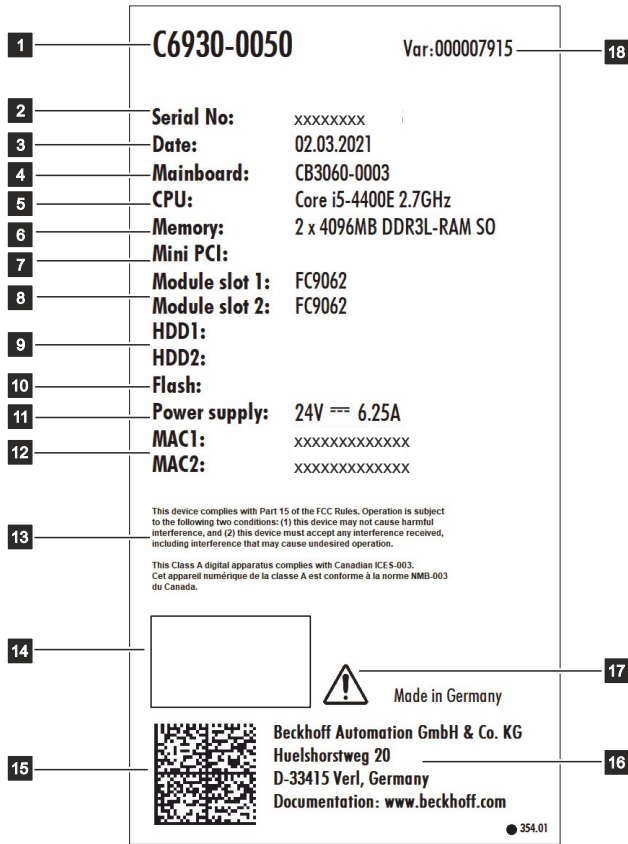 1 C6930-0050 Var:000007915 18
2 Serial No: xxxxxxxx
3 Date: 02.03.2021
4 Mainboard: CB3060-0003
5 CPU: Core i5-4400E 2.7GHz
6 Memory: 2 x 4096MB DDR3L-RAM SO
7 Mini PCI:
8 Module slot 1: FC9062
Module slot 2: FC9062
9 HDD1:
HDD2:
10 Flash:
11 Power supply: 24V ⎓ 6.25A
12 MAC1: xxxxxxxxxxxxx
MAC2: xxxxxxxxxxxxx
This device complies with Part 15 of the FCC Rules. Operation is subject
to the following two conditions: (1) this device may not cause harmful
13 interference, and (2) this device must accept any interference received,
including interference that may cause undesired operation.
This Class A digital apparatus complies with Canadian ICES-003.
Cet appareil numérique de la classe A est conforme à la norme NMB-003
du Canada.
14
17
Made in Germany
15
Beckhoff Automation GmbH & Co. KG
Huelshorstweg 20 16
D-33415 Verl, Germany
Documentation: www.beckhoff.com
354.01